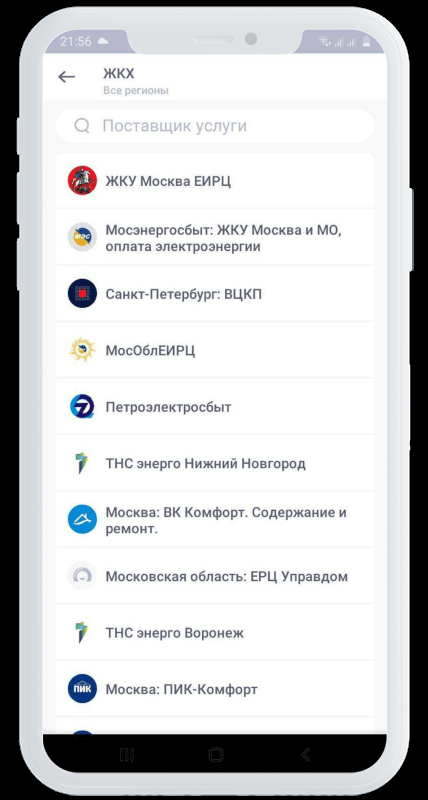 21:56
ЖКХ
Все регионы
Поставщик услуги
ЖКУ Москва ЕИРЦ
МЭС
Мосэнергосбыт: ЖКУ Москва и МО,
оплата электроэнергии
Санкт-Петербург: ВЦКП
МосОблЕИРЦ
Петроэлектросбыт
ТНС энерго Нижний Новгород
Москва: ВК Комфорт. Содержание и
ремонт.
Московская область: ЕРЦ Управдом
ТНС энерго Воронеж
ПИК
Москва: ПИК-Комфорт